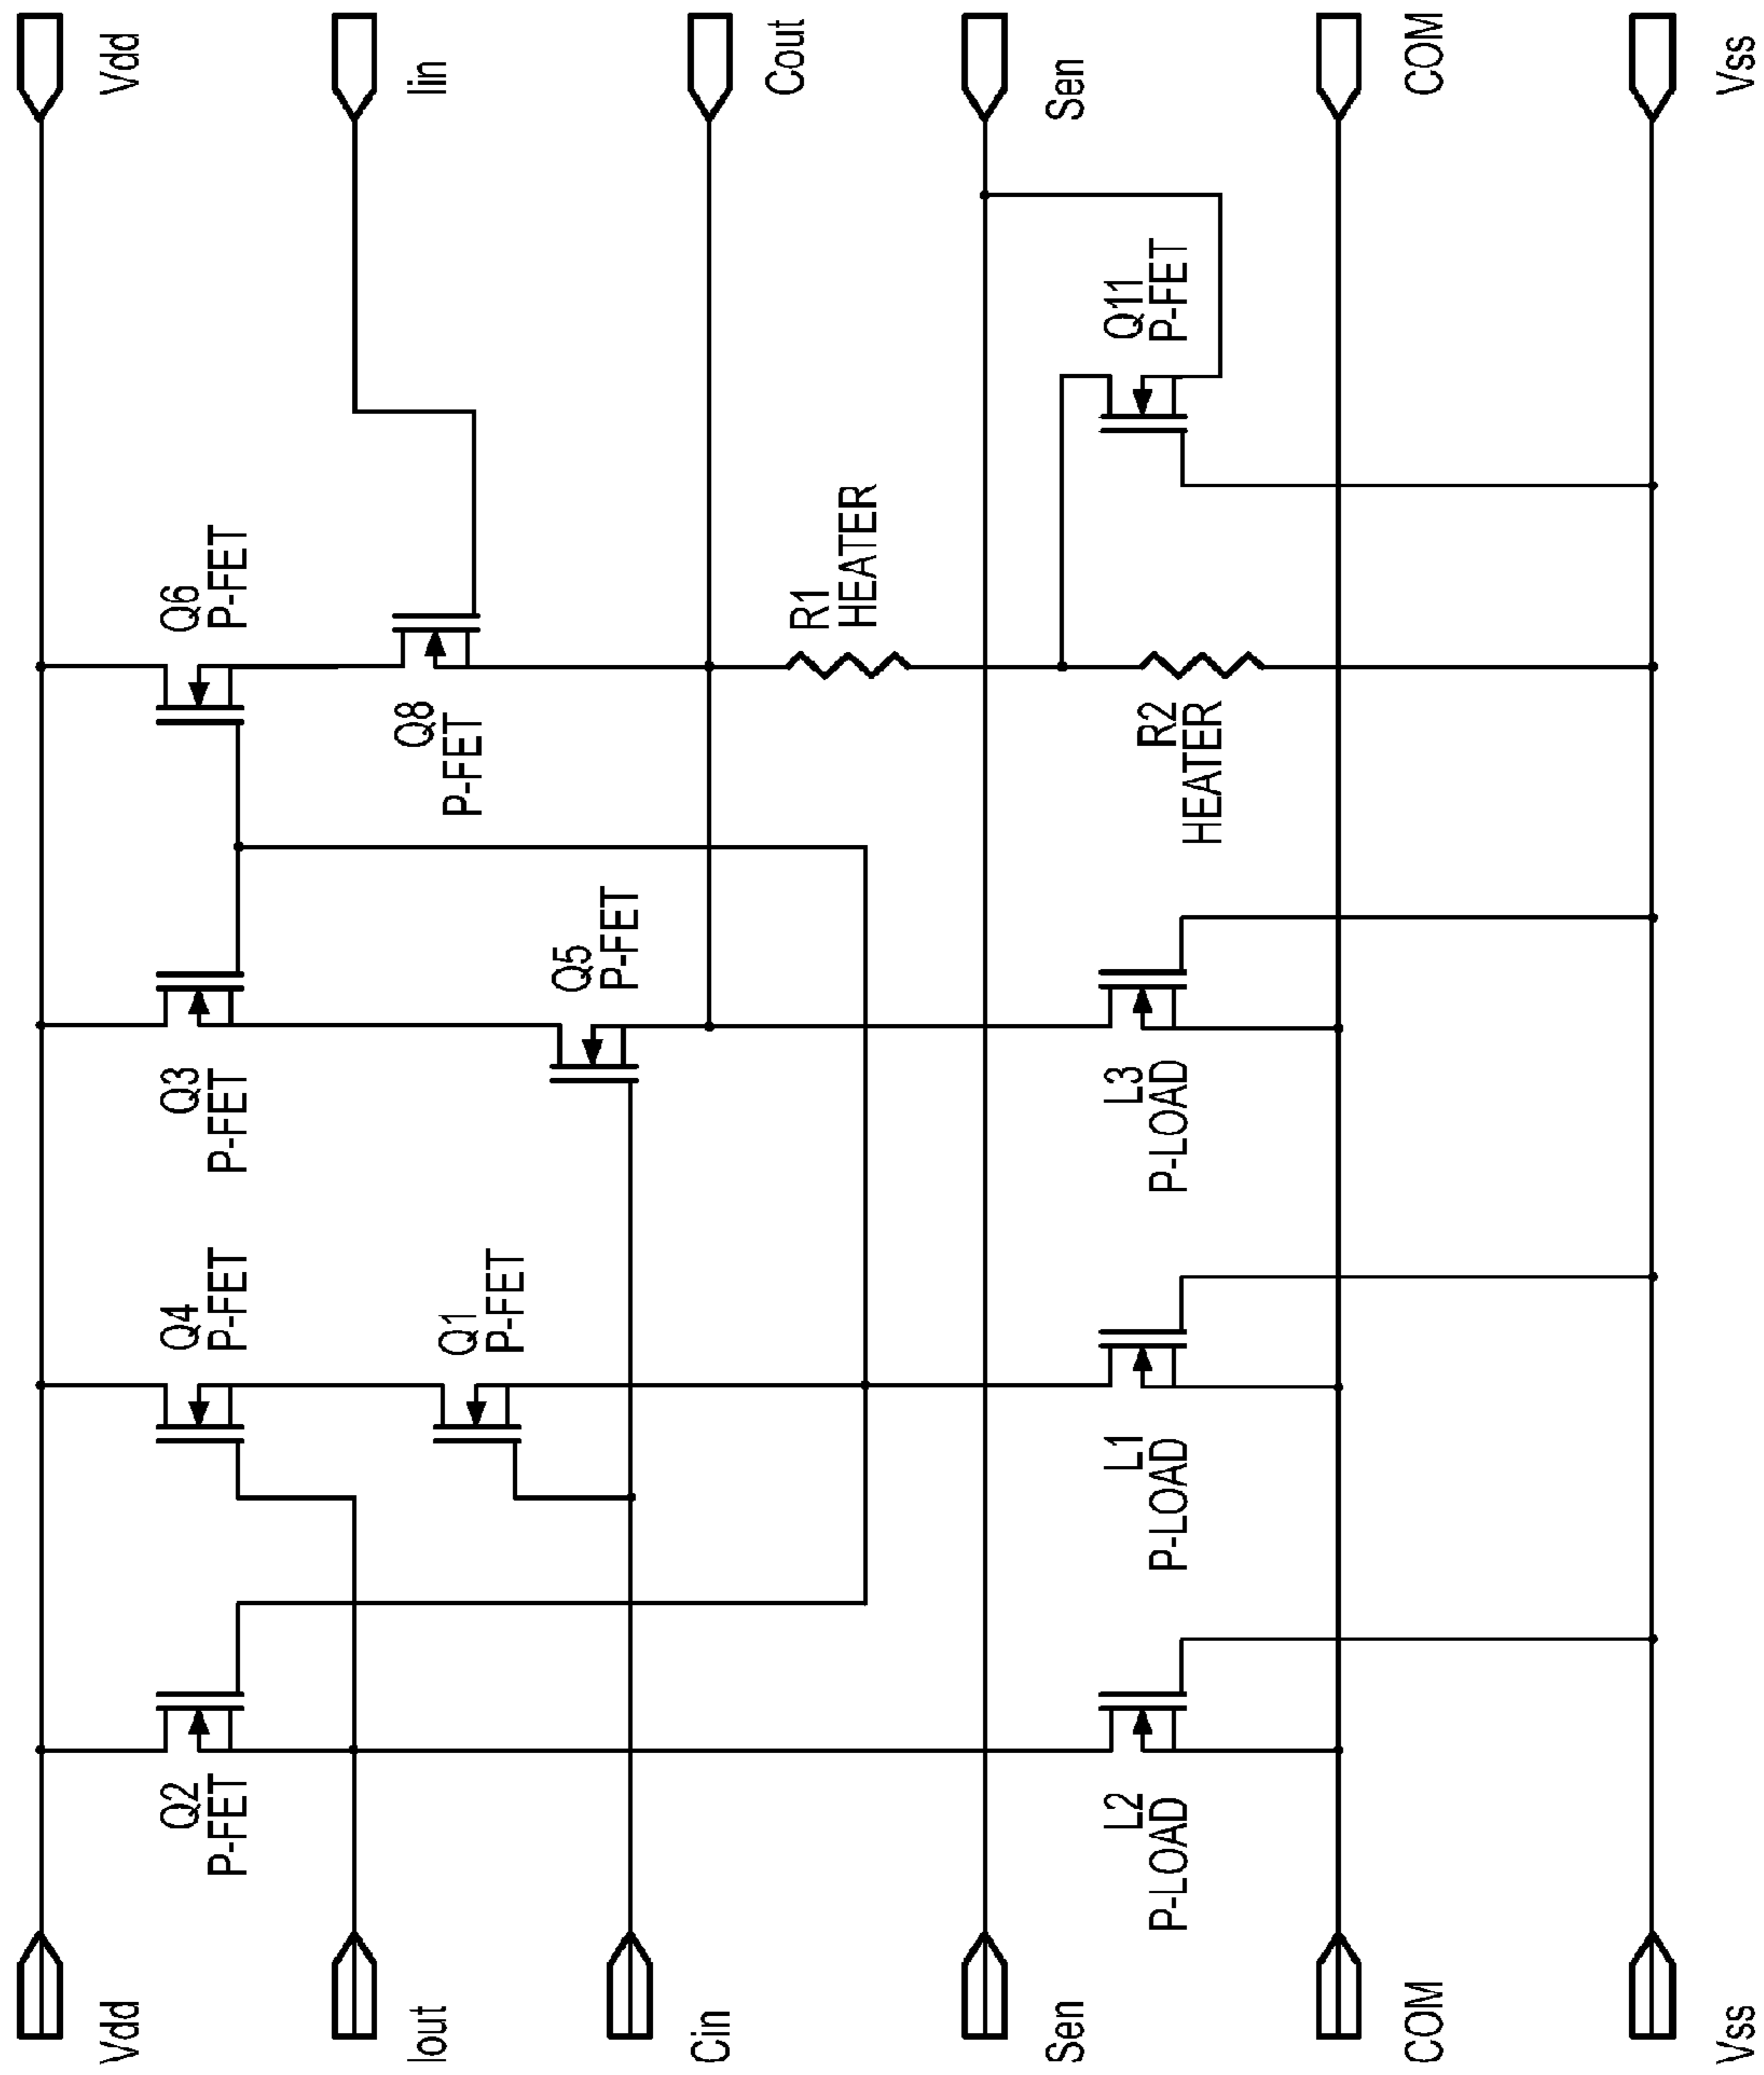 Vdd
Iin
Cout
Sen
COM
Vss
Q6
P-FET
Q8
P-FET
R1
HEATER
Q11
P-FET
R2
HEATER
Q3
P-FET
Q5
P-FET
L3
P-LOAD
Q4
P-FET
Q1
P-FET
L1
P-LOAD
Q2
P-FET
L2
P-LOAD
Vdd
Iout
Cin
Sen
COM
Vss